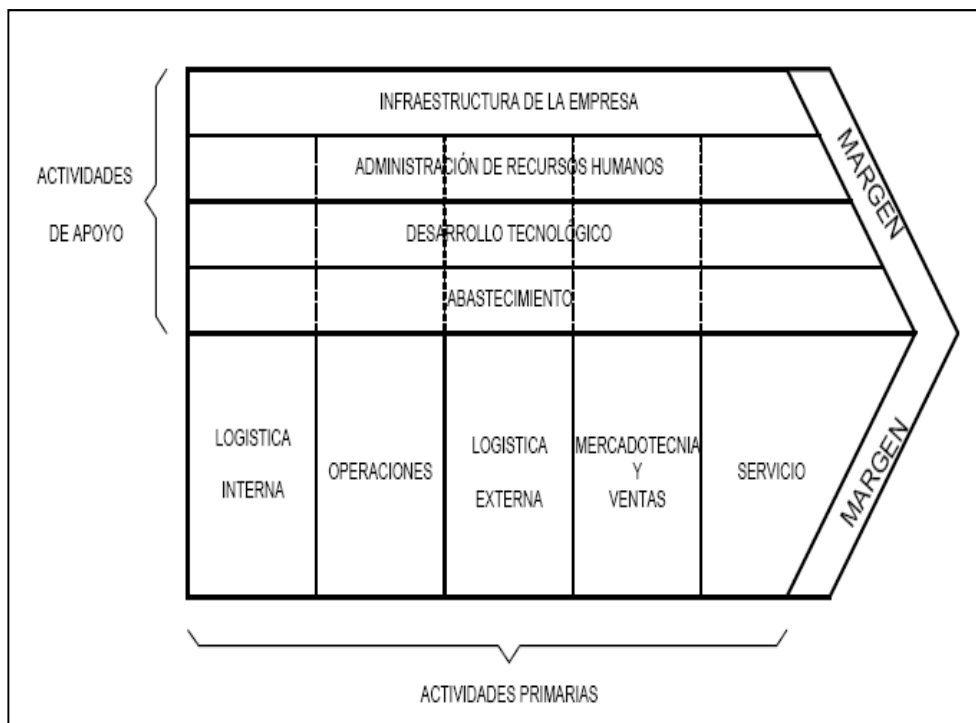 INFRAESTRUCTURA DE LA EMPRESA
ADMINISTRACIÓN DE RECURSOS HUMANOS
DESARROLLO TECNOLÓGICO
ABASTECIMIENTO
ACTIVIDADES
DE APOYO
MARGEN
LOGISTICA
INTERNA
OPERACIONES
LOGISTICA
EXTERNA
MERCADOTECNIA
Y
VENTAS
SERVICIO
MARGEN
ACTIVIDADES PRIMARIAS